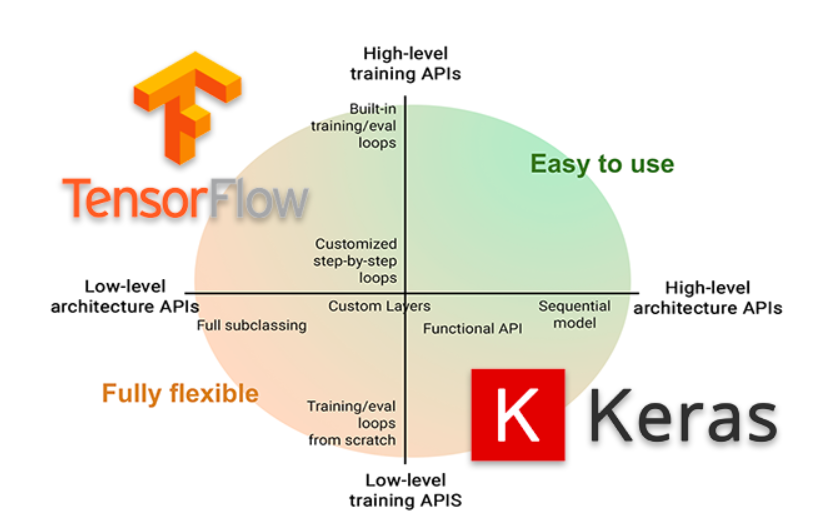 High-level
training APIs
Built-in
training/eval
loops
Easy to use
TensorFlow
Customized
step-by-step
loops
Low-level
architecture APIs
High-level
architecture APIs
Custom Layers
Sequential
model
Full subclassing
Functional API
Fully flexible
Training/eval
loops
from scratch
K Keras
Low-level
training APIS